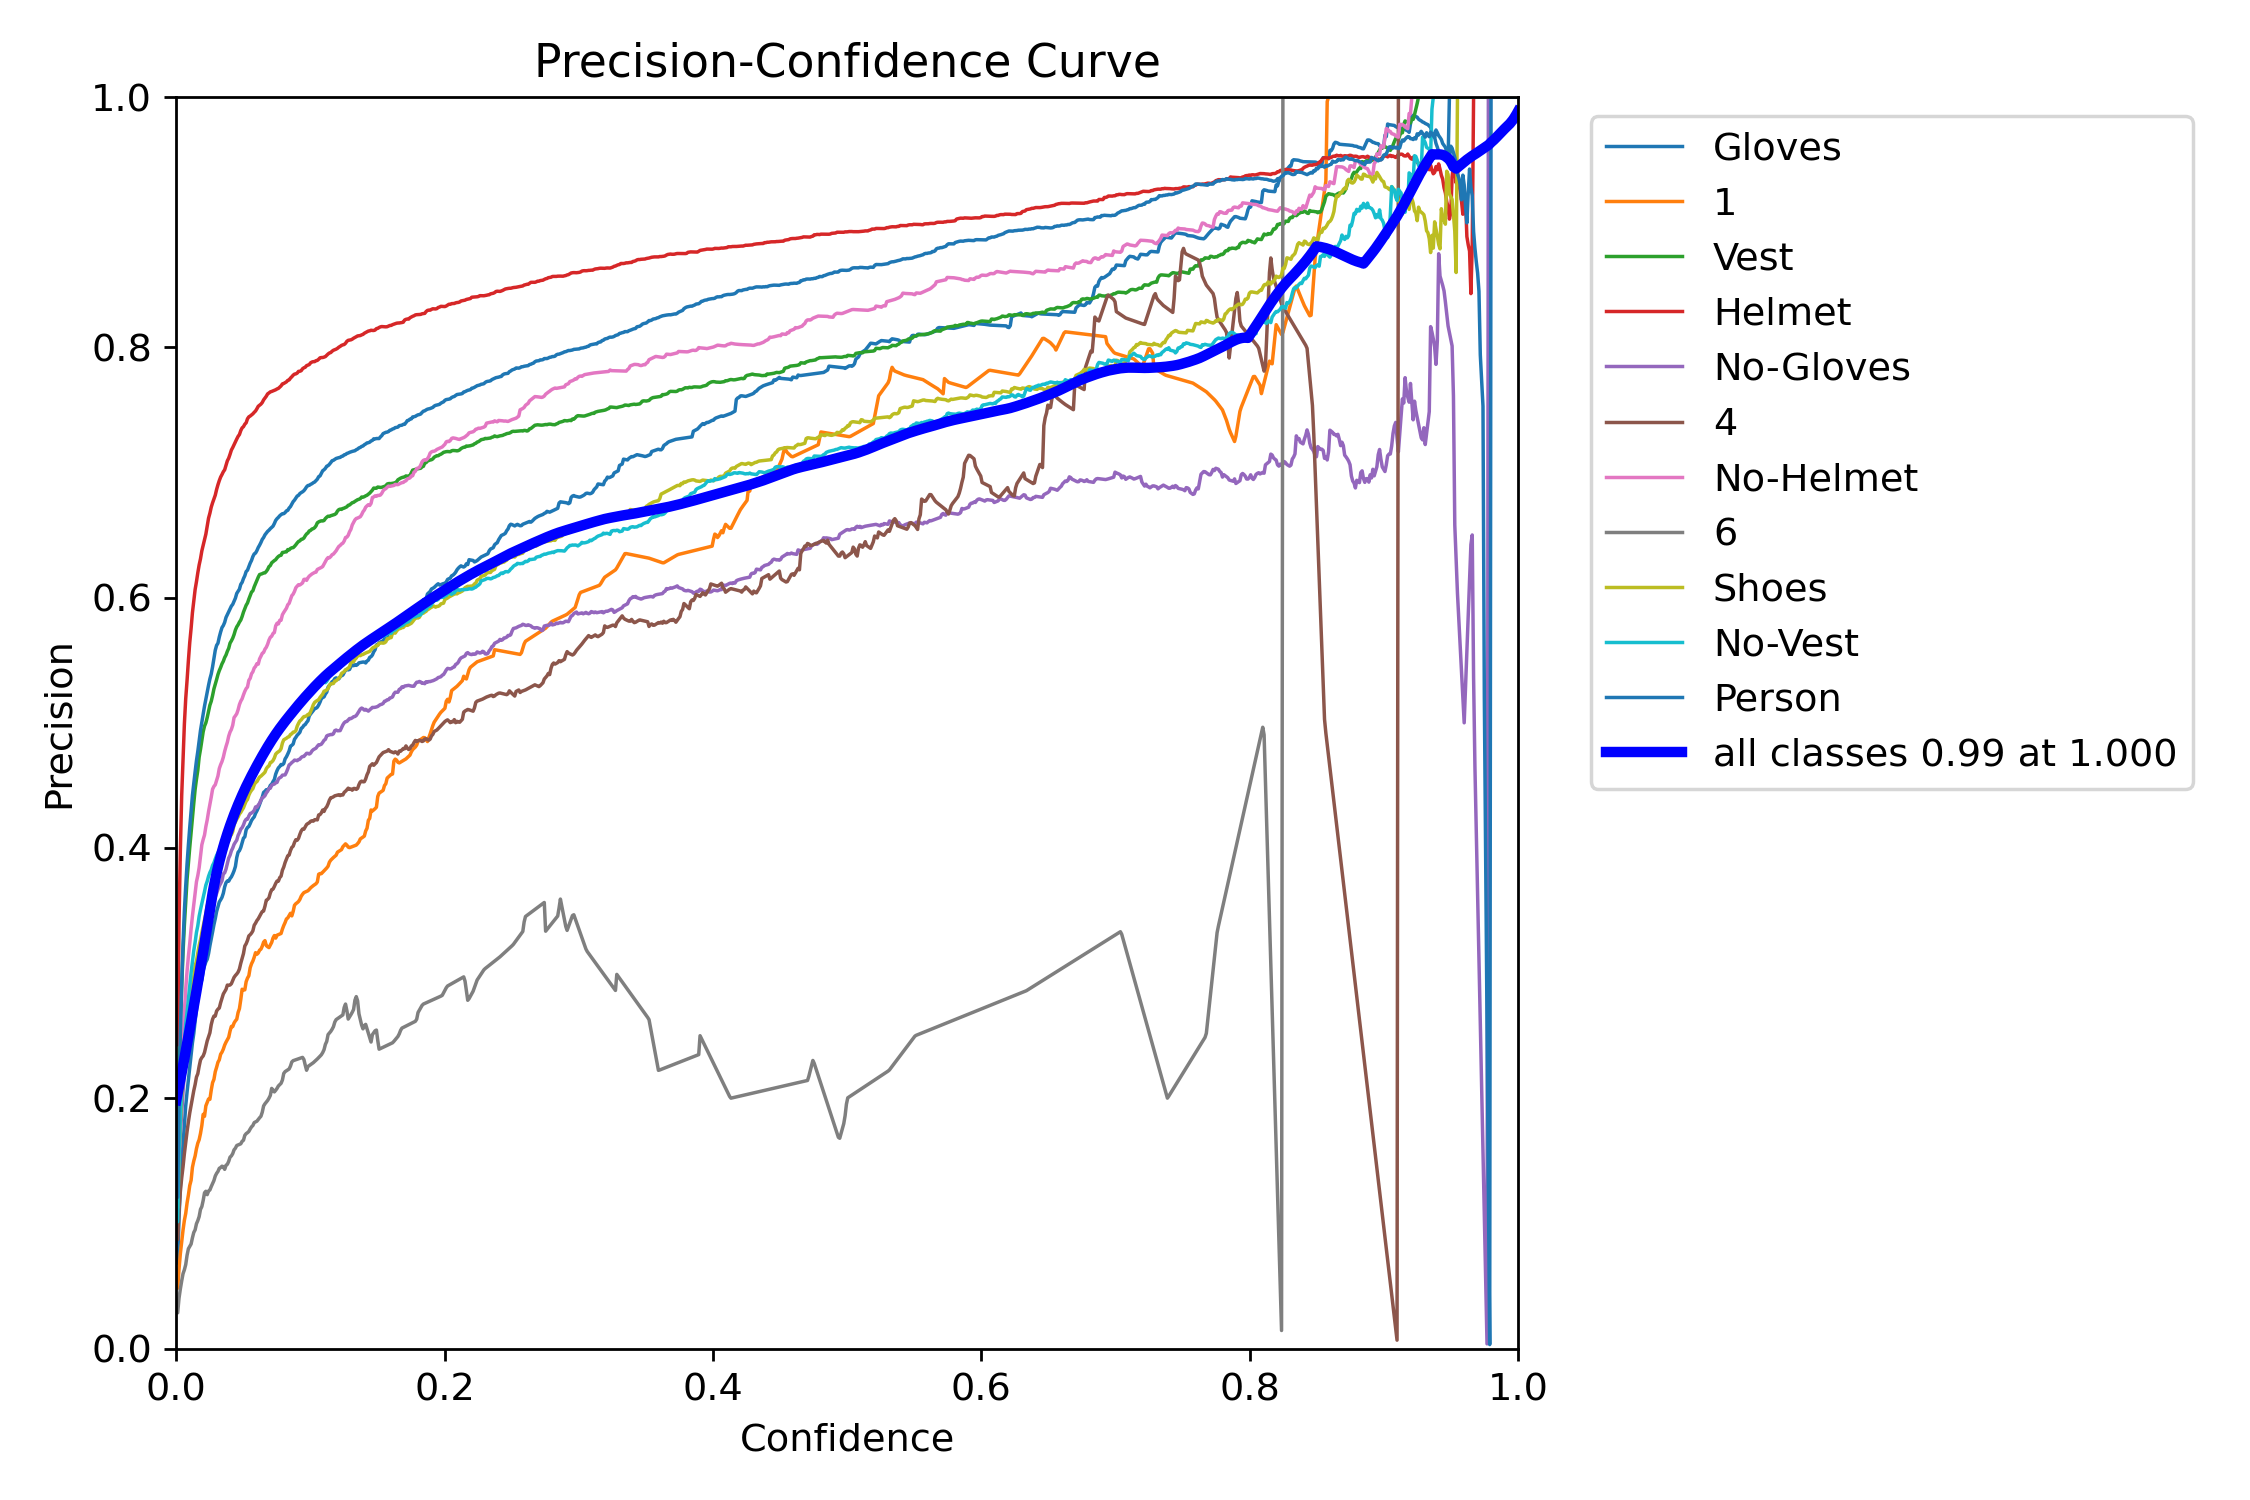 Precision-Confidence Curve
1.0
0.8
0.6
0.4
0.2
0.0
Precision
0.0 0.2 0.4 0.6 0.8 1.0
Confidence
Gloves
1
Vest
Helmet
No-Gloves
4
No-Helmet
6
Shoes
No-Vest
Person
all classes 0.99 at 1.000